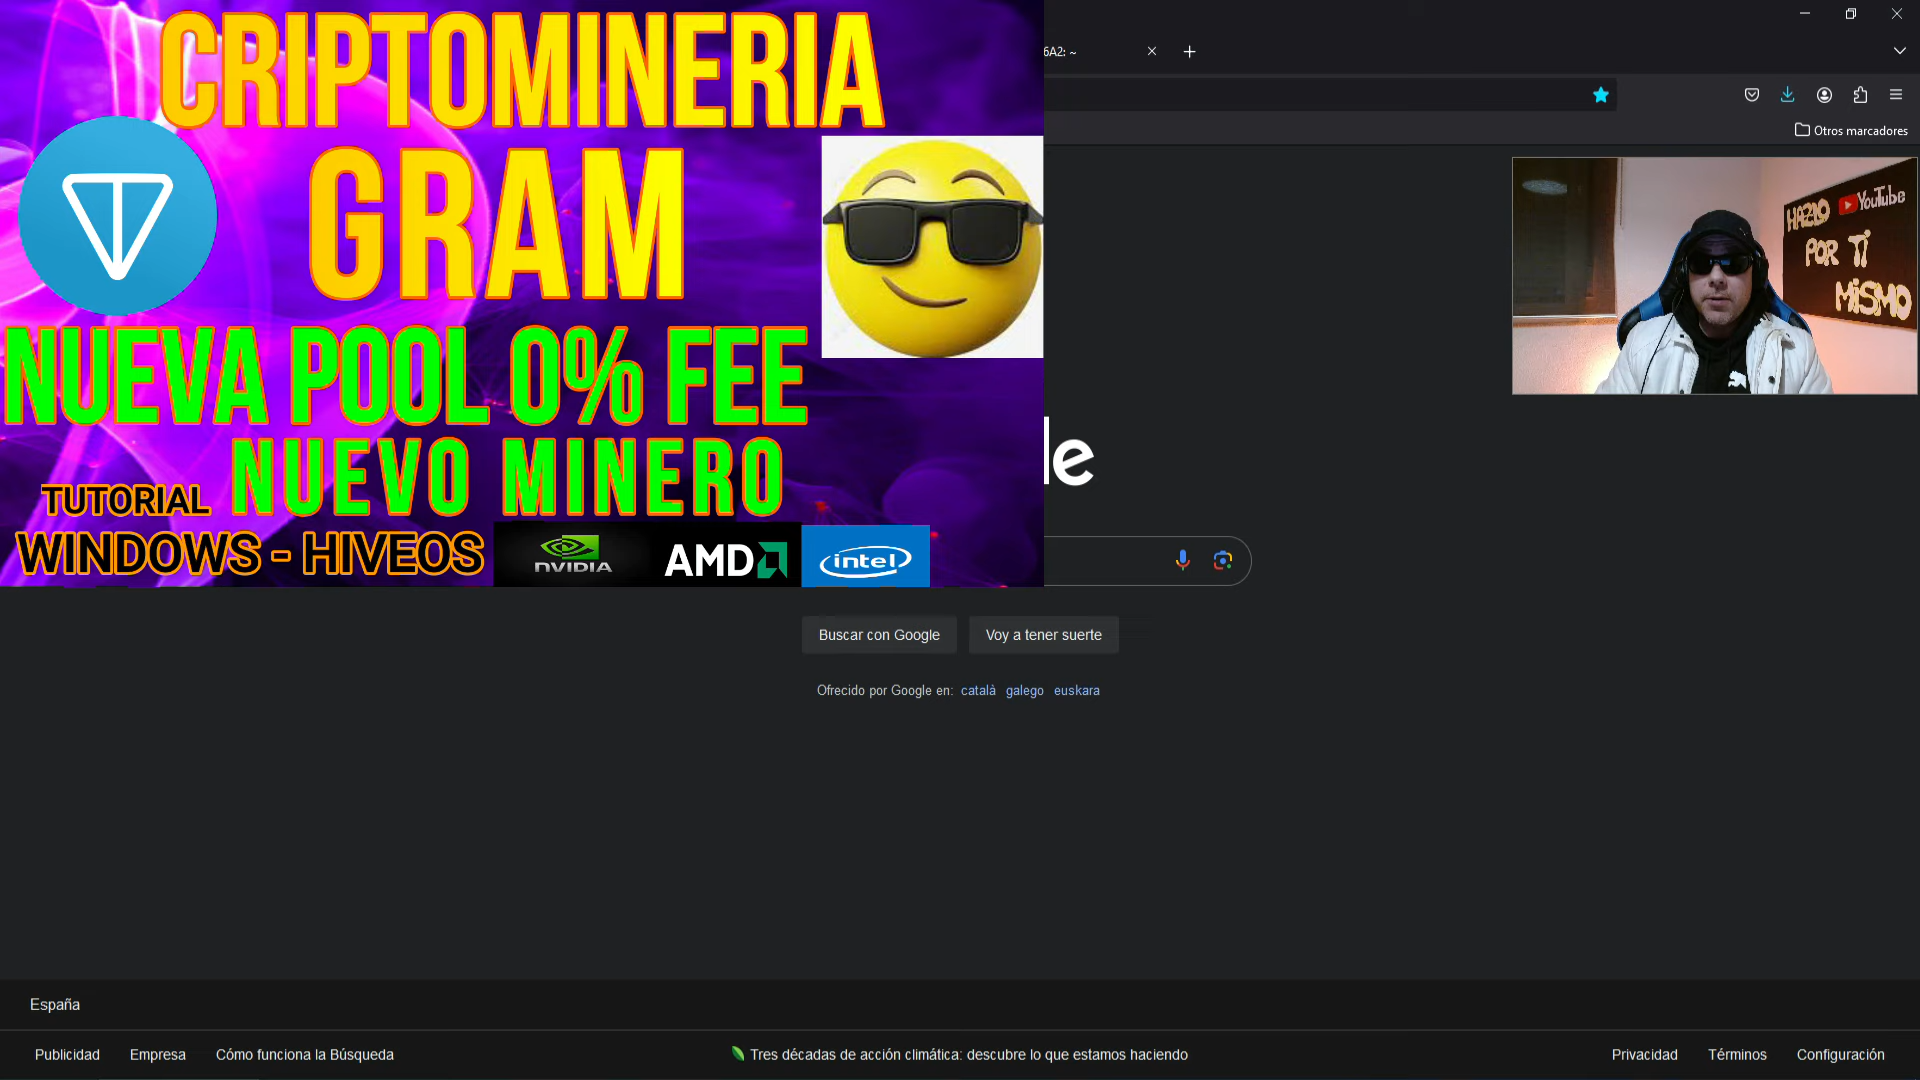 CRIPTOMINERIA
GRAM
NUEVA POOL 0% FEE
NUEVO MINERO
TUTORIAL
WINDOWS - HIVEOS
NVIDIA
AMD
intel
6A2: ~
Otros marcadores
YouTube
HAZLO
POR TI
MISMO
le
Buscar con Google
Voy a tener suerte
Ofrecido por Google en: català galego euskara
España
Publicidad Empresa Cómo funciona la Búsqueda
Tres décadas de acción climática: descubre lo que estamos haciendo
Privacidad Términos Configuración